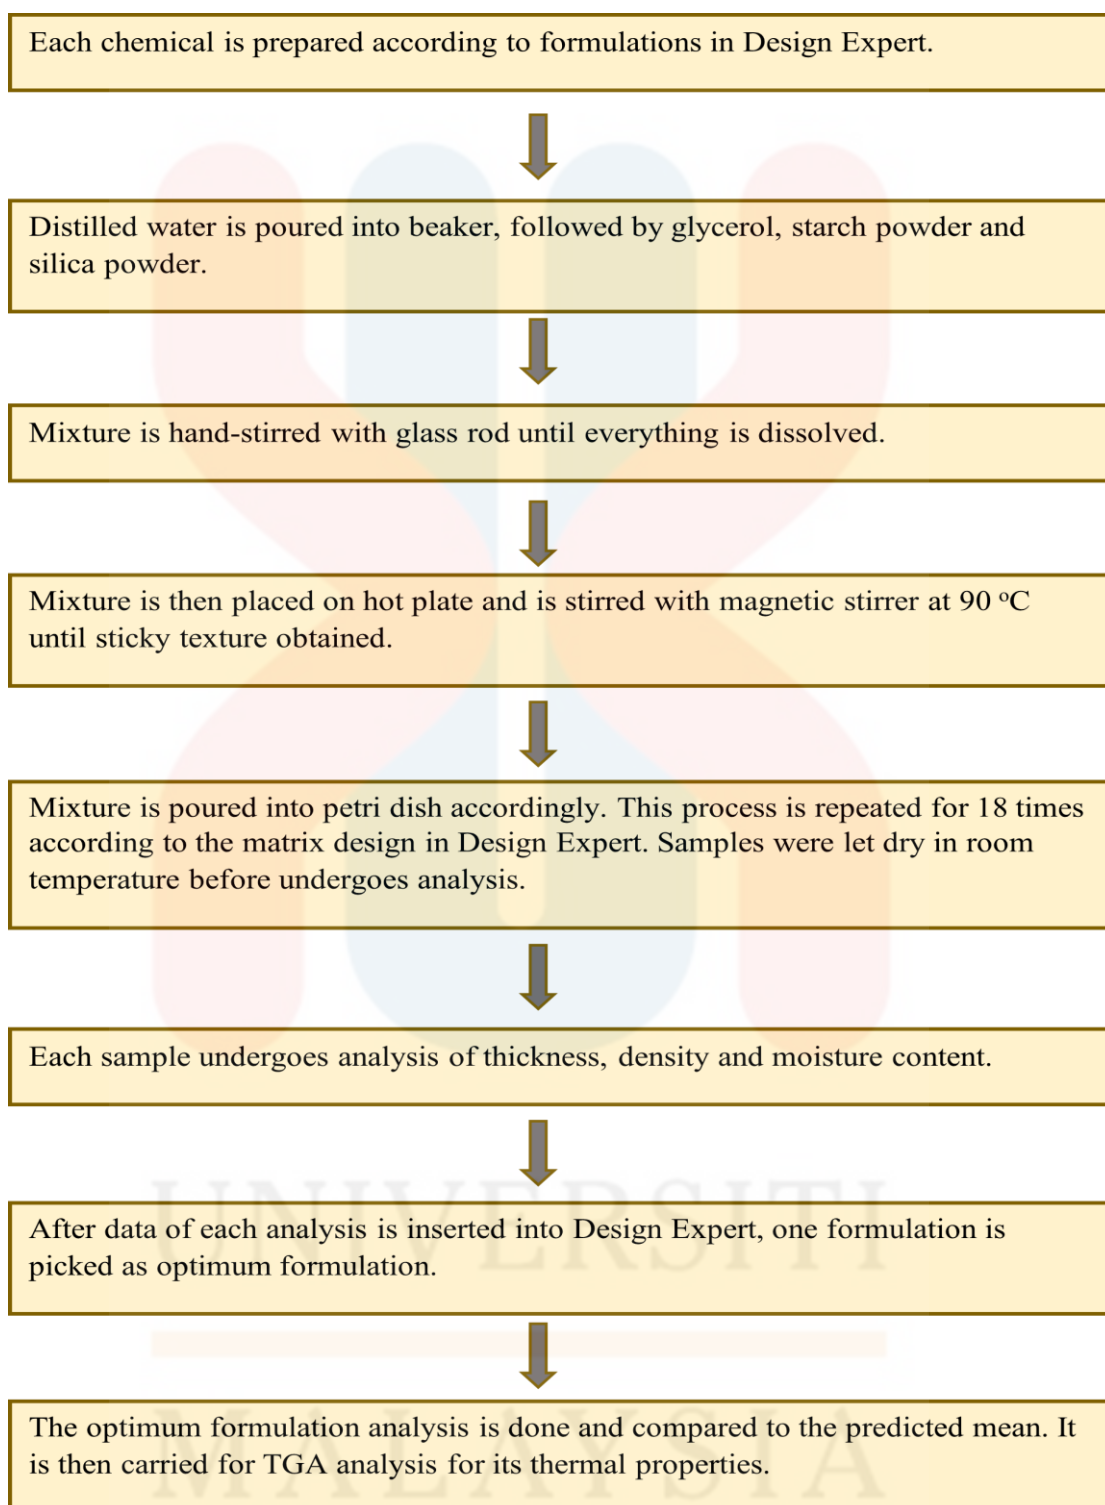 Each chemical is prepared according to formulations in Design Expert.
Distilled water is poured into beaker, followed by glycerol, starch powder and
silica powder.
Mixture is hand-stirred with glass rod until everything is dissolved.
Mixture is then placed on hot plate and is stirred with magnetic stirrer at 90 °C
until sticky texture obtained.
Mixture is poured into petri dish accordingly. This process is repeated for 18 times
according to the matrix design in Design Expert. Samples were let dry in room
temperature before undergoes analysis.
Each sample undergoes analysis of thickness, density and moisture content.
UNIVERSITI
After data of each analysis is inserted into Design Expert, one formulation is
picked as optimum formulation.
MALAYSIA
The optimum formulation analysis is done and compared to the predicted mean. It
is then carried for TGA analysis for its thermal properties.